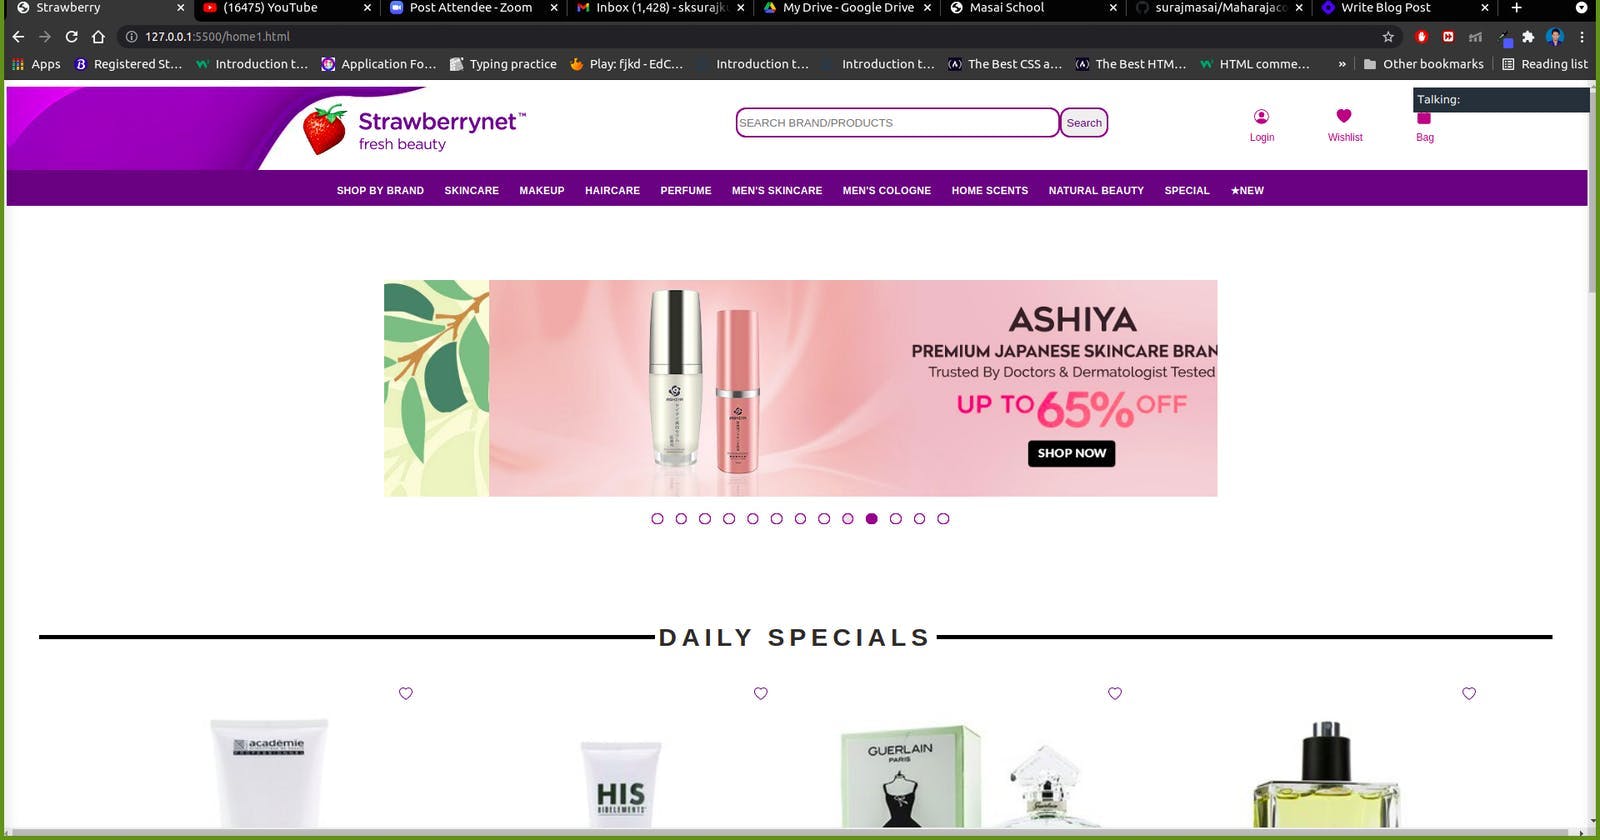 Strawberry
(16475) YouTube
Post Attendee - Zoom
Inbox (1,428) - sksurajku
My Drive - Google Drive
Masai School
surajmasai/Maharajaco
Write Blog Post
127.0.0.1:5500/home1.html
Apps
Registered St...
Introduction t...
Application Fo...
Typing practice
Play: fjkd - EdC...
Introduction t...
Introduction t...
The Best CSS a...
The Best HTM...
HTML comme...
»
Other bookmarks
Reading list
Talking:
Strawberrynet™
fresh beauty
SEARCH BRAND/PRODUCTS
Search
Login
Wishlist
Bag
SHOP BY BRAND
SKINCARE
MAKEUP
HAIRCARE
PERFUME
MEN'S SKINCARE
MEN'S COLOGNE
HOME SCENTS
NATURAL BEAUTY
SPECIAL
★NEW
ASHIYA
PREMIUM JAPANESE SKINCARE BRAN
Trusted By Doctors & Dermatologist Tested
UP TO 65% OFF
SHOP NOW
DAILY SPECIALS
académie
PROFESSIONNEL
HIS
BIOELEMENTS
GUERLAIN
PARIS